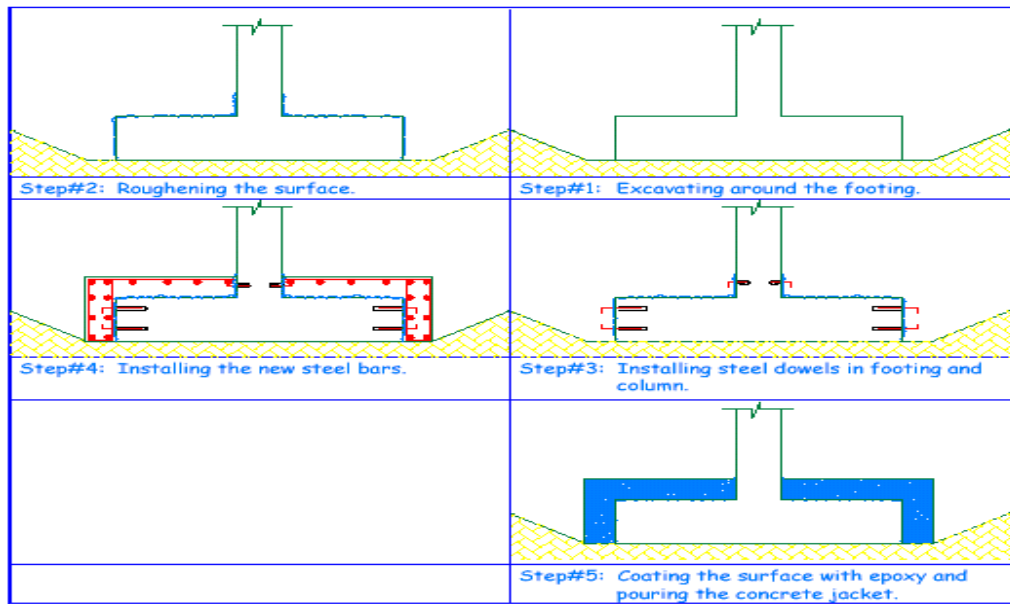 Step#2: Roughening the surface.
Step#1: Excavating around the footing.
Step#4: Installing the new steel bars.
Step#3: Installing steel dowels in footing and
column.
Step#5: Coating the surface with epoxy and
pouring the concrete jacket.